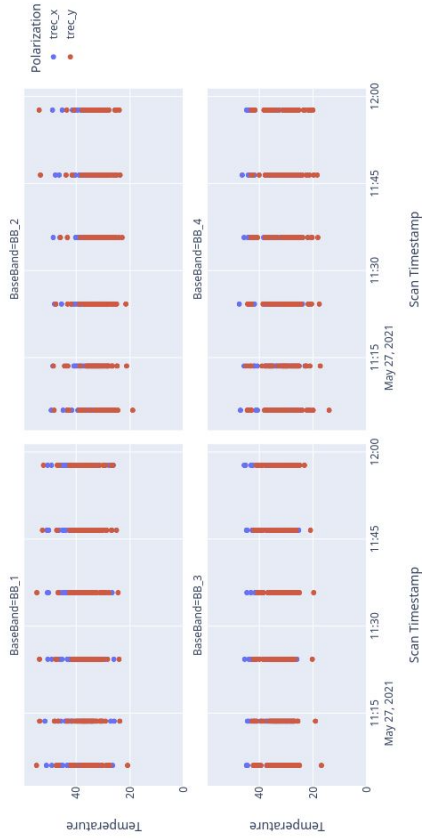 Polarization
trec_x
trec_y
BaseBand=BB_1
BaseBand=BB_2
Temperature
40
20
0
BaseBand=BB_3
BaseBand=BB_4
Temperature
40
20
0
11:15
May 27, 2021
11:30
11:45
12:00
11:15
May 27, 2021
11:30
11:45
12:00
Scan Timestamp
Scan Timestamp